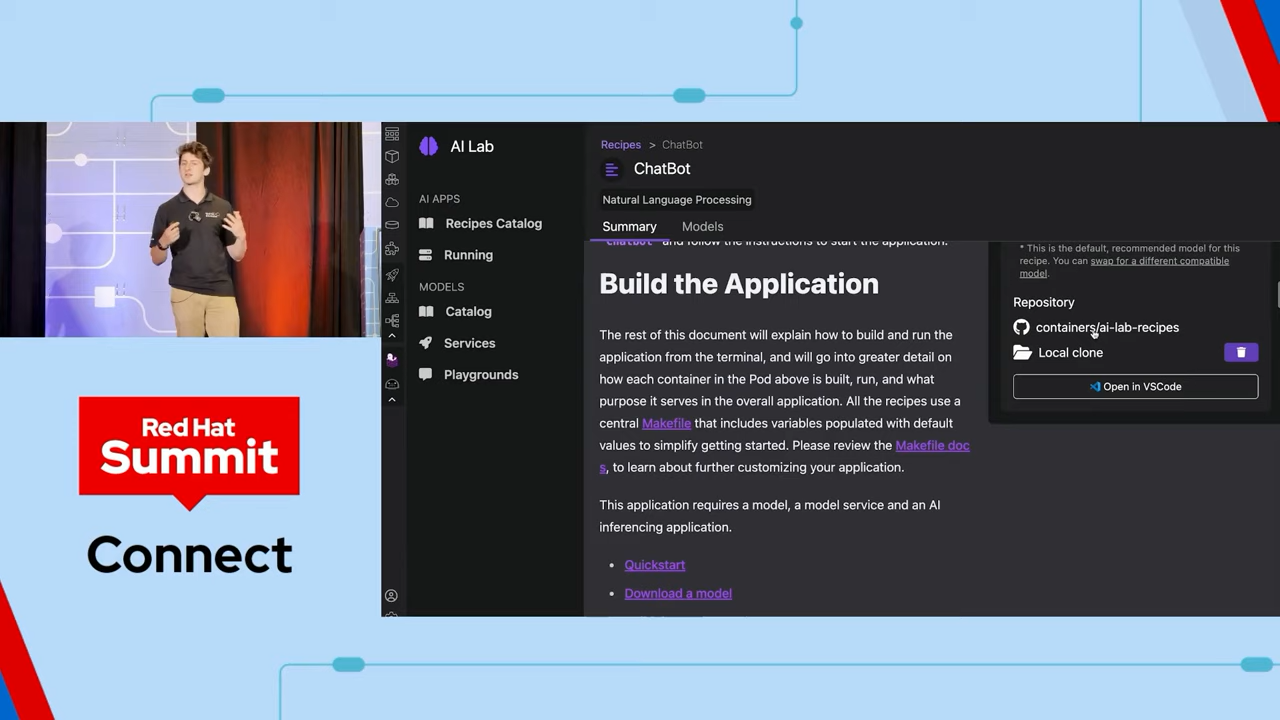 Red Hat
Summit
Connect
AI Lab
AI APPS
Recipes Catalog
Running
MODELS
Catalog
Services
Playgrounds
Recipes > ChatBot
ChatBot
Natural Language Processing
Summary Models
ChatBot and follow the instructions to start the application.
Build the Application
The rest of this document will explain how to build and run the
application from the terminal, and will go into greater detail on
how each container in the Pod above is built, run, and what
purpose it serves in the overall application. All the recipes use a
central Makefile that includes variables populated with default
values to simplify getting started. Please review the Makefile doc
s, to learn about further customizing your application.
This application requires a model, a model service and an AI
inferencing application.
• Quickstart
• Download a model
* This is the default, recommended model for this
recipe. You can swap for a different compatible
model.
Repository
containers/ai-lab-recipes
Local clone
Open in VSCode